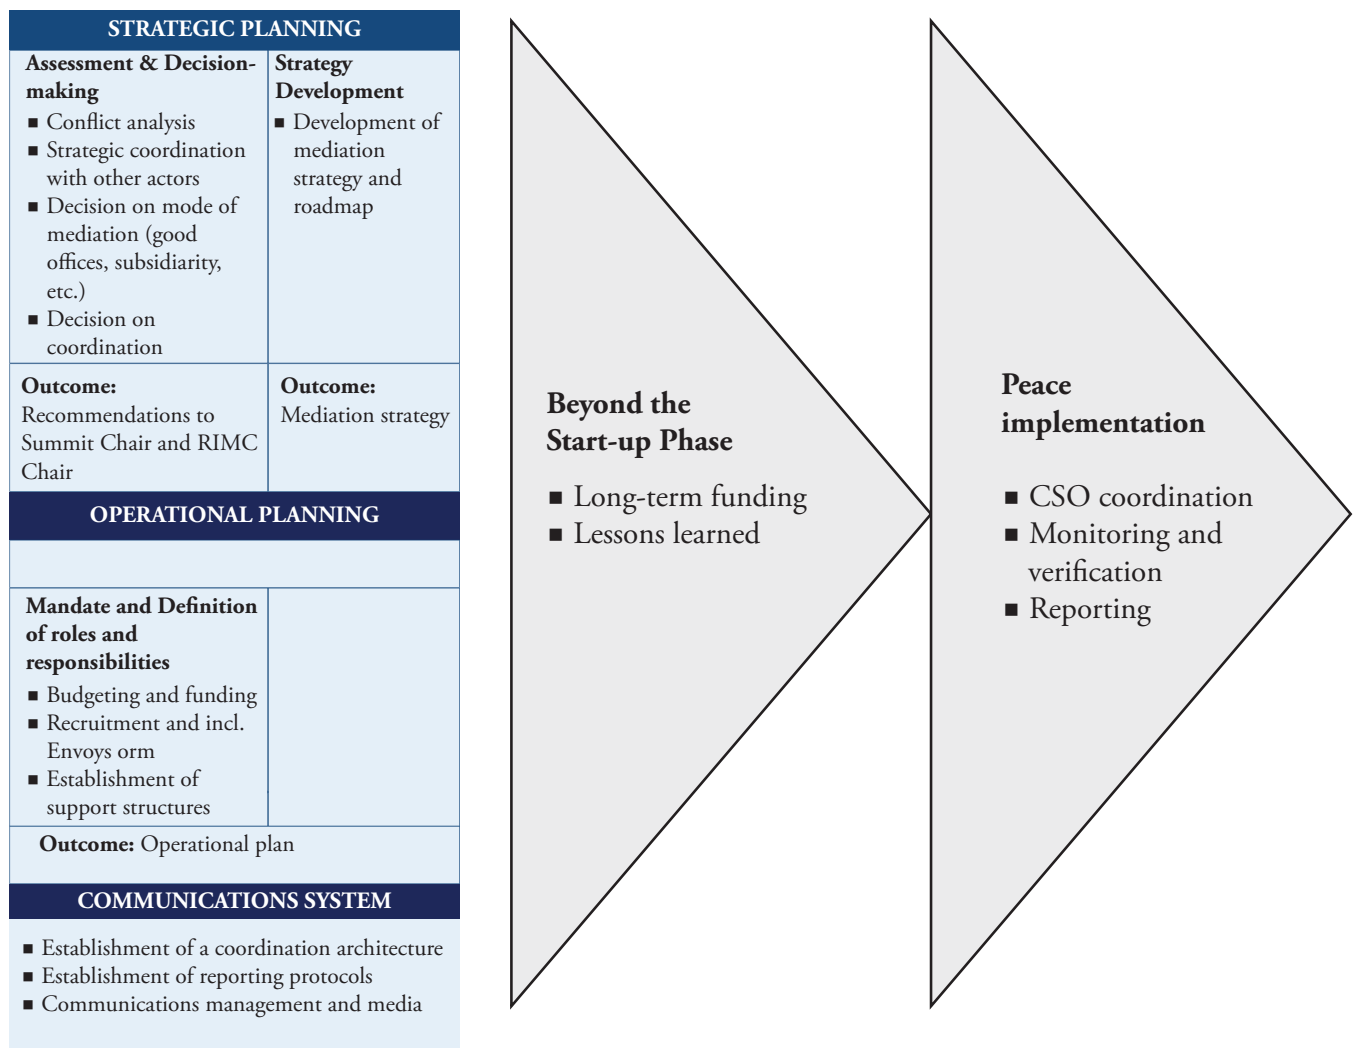 STRATEGIC PLANNING
Assessment & Decision-
making
■ Conflict analysis
■ Strategic coordination
with other actors
■ Decision on mode of
mediation (good
offices, subsidiarity,
etc.)
■ Decision on
coordination
Strategy
Development
■ Development of
mediation
strategy and
roadmap
Outcome:
Recommendations to
Summit Chair and RIMC
Chair
Outcome:
Mediation strategy
OPERATIONAL PLANNING
Mandate and Definition
of roles and
responsibilities
■ Budgeting and funding
■ Recruitment and incl.
Envoys orm
■ Establishment of
support structures
Outcome: Operational plan
COMMUNICATIONS SYSTEM
■ Establishment of a coordination architecture
■ Establishment of reporting protocols
■ Communications management and media
Beyond the
Start-up Phase
■ Long-term funding
■ Lessons learned
Peace
implementation
■ CSO coordination
■ Monitoring and
verification
■ Reporting